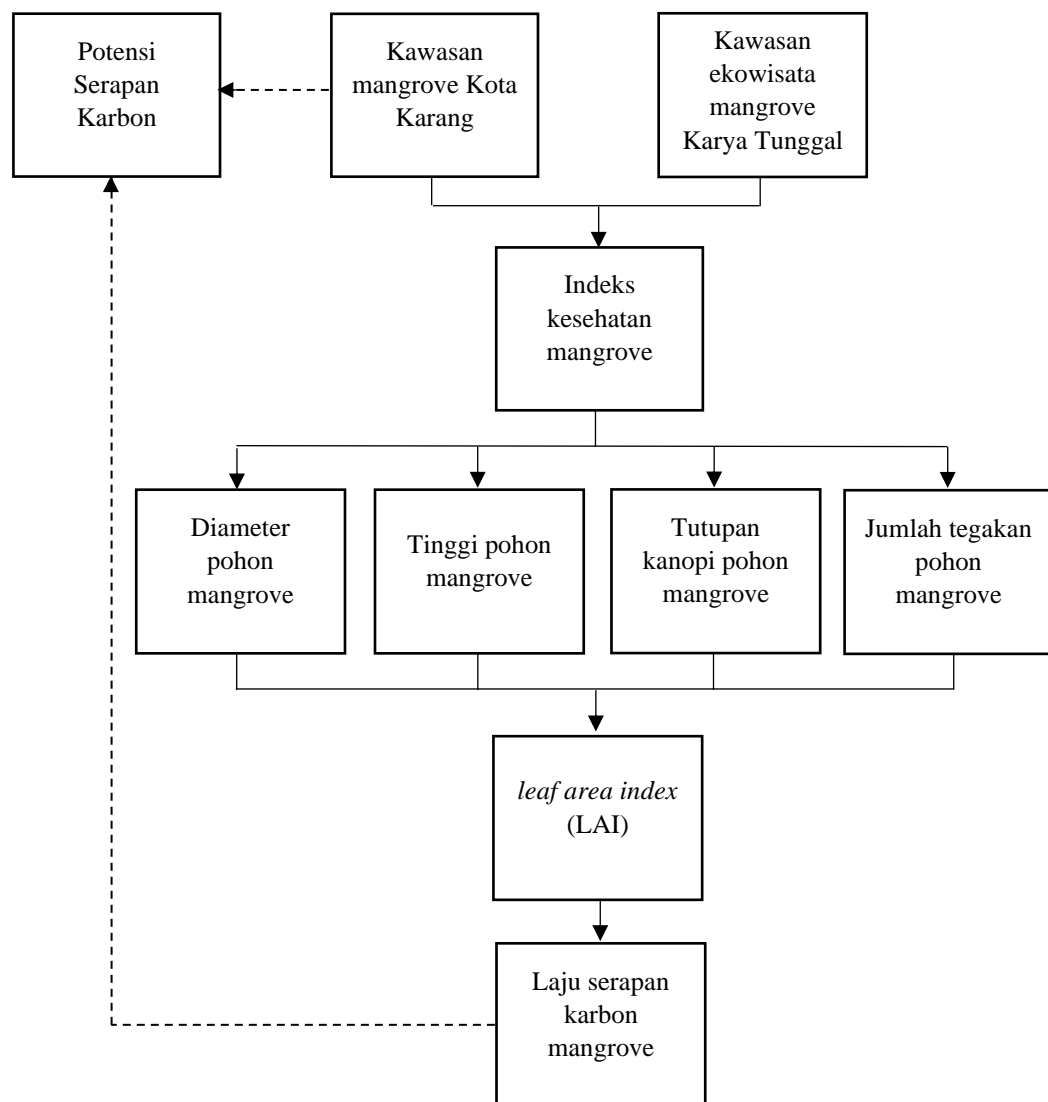 Potensi
Serapan
Karbon
Kawasan
mangrove Kota
Karang
Kawasan
ekowisata
mangrove
Karya Tunggal
Indeks
kesehatan
mangrove
Diameter
pohon
mangrove
Tinggi pohon
mangrove
Tutupan
kanopi pohon
mangrove
Jumlah tegakan
pohon
mangrove
leaf area index
(LAI)
Laju serapan
karbon
mangrove